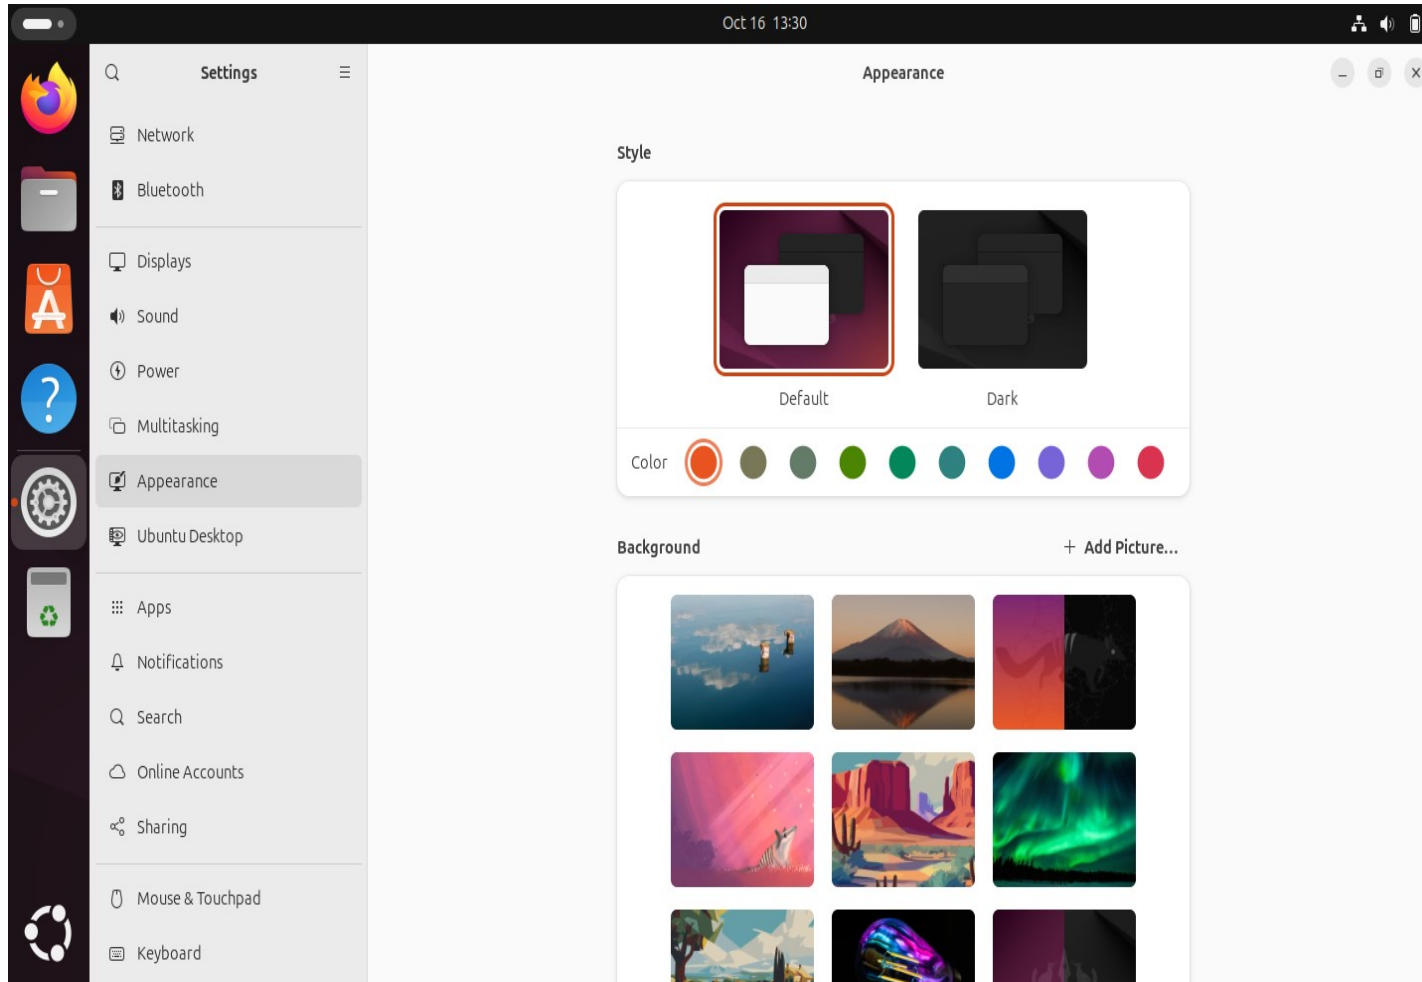 Oct 16 13:30
Settings
Network
Bluetooth
Displays
Sound
Power
Multitasking
Appearance
Ubuntu Desktop
Apps
Notifications
Search
Online Accounts
Sharing
Mouse & Touchpad
Keyboard
Appearance
Style
Default
Dark
Color
Background
+ Add Picture...